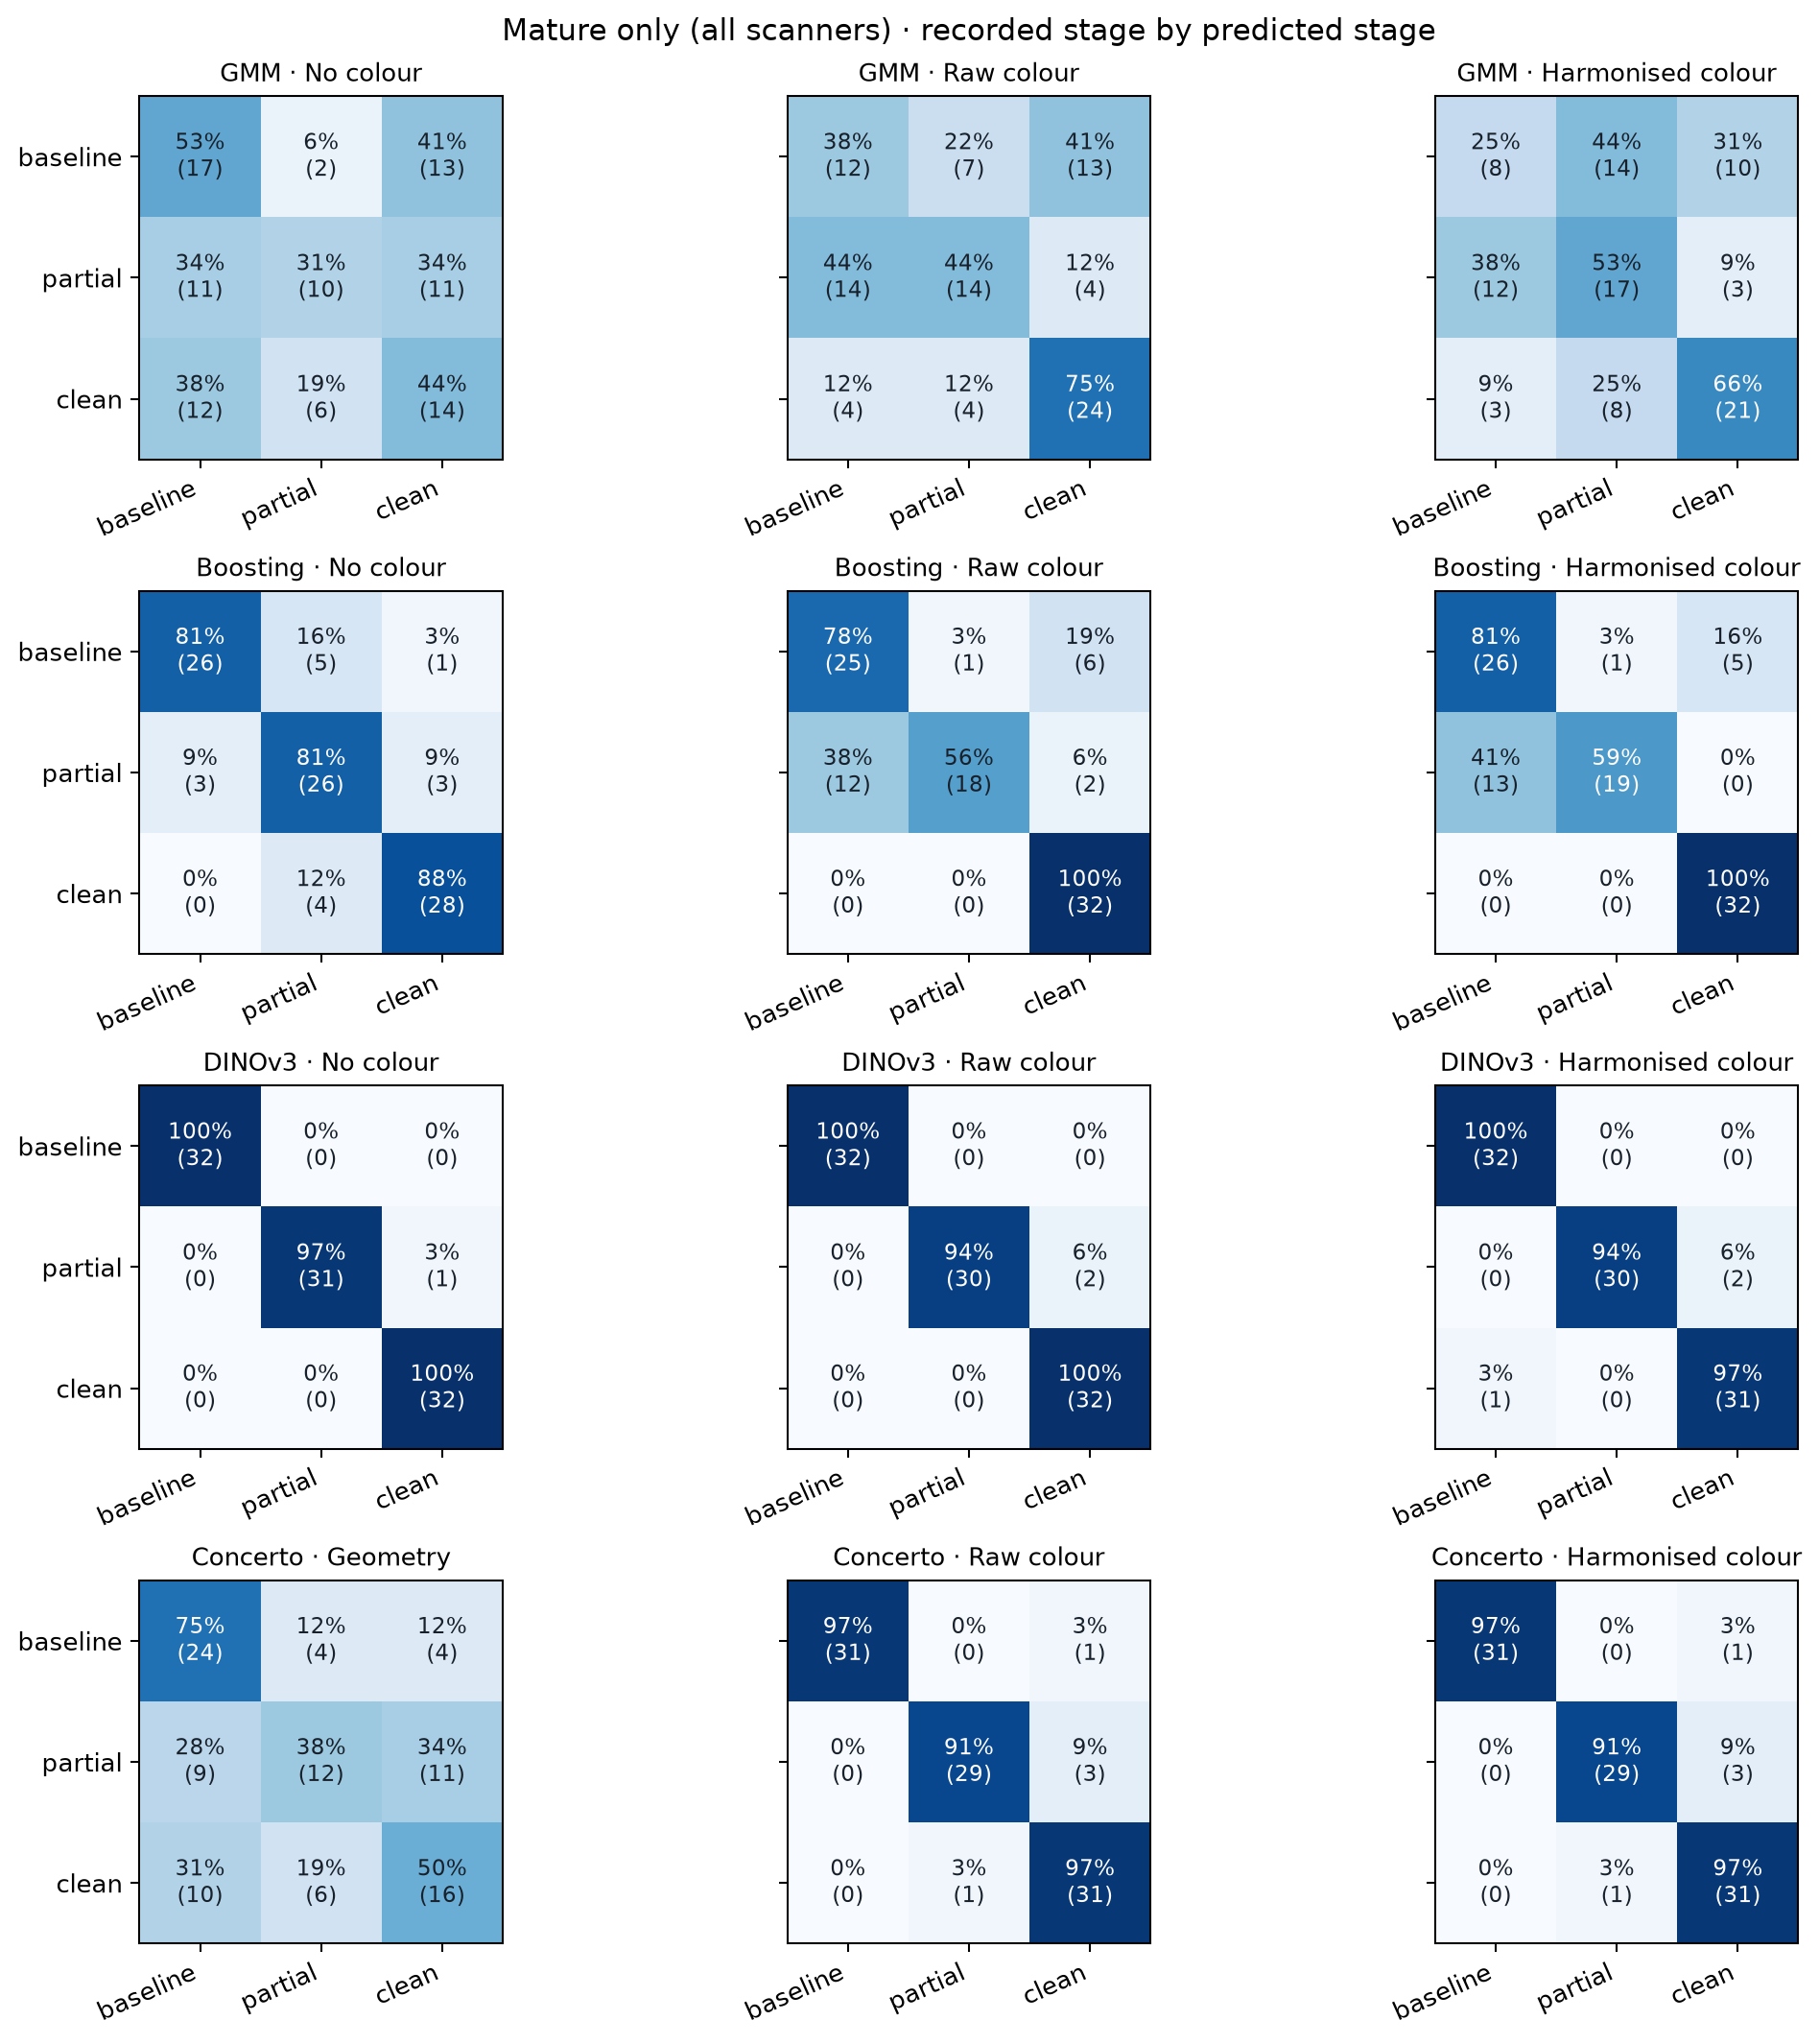 Mature only (all scanners) · recorded stage by predicted stage
GMM · No colour
GMM · Raw colour
GMM · Harmonised colour
baseline
53% 6% 41% 38% 22% 41% 25% 44% 31%
(17) (2) (13) (12) (7) (13) (8) (14) (10)
partial
34% 31% 34% 44% 44% 12% 38% 53% 9%
(11) (10) (11) (14) (14) (4) (12) (17) (3)
clean
38% 19% 44% 12% 12% 75% 9% 25% 66%
(12) (6) (14) (4) (4) (24) (3) (8) (21)
baseline partial clean baseline partial clean baseline partial clean
Boosting · No colour
Boosting · Raw colour
Boosting · Harmonised colour
baseline
81% 16% 3% 78% 3% 19% 81% 3% 16%
(26) (5) (1) (25) (1) (6) (26) (1) (5)
partial
9% 81% 9% 38% 56% 6% 41% 59% 0%
(3) (26) (3) (12) (18) (2) (13) (19) (0)
clean
0% 12% 88% 0% 0% 100% 0% 0% 100%
(0) (4) (28) (0) (0) (32) (0) (0) (32)
baseline partial clean baseline partial clean baseline partial clean
DINOv3 · No colour
DINOv3 · Raw colour
DINOv3 · Harmonised colour
baseline
100% 0% 0% 100% 0% 0% 100% 0% 0%
(32) (0) (0) (32) (0) (0) (32) (0) (0)
partial
0% 97% 3% 0% 94% 6% 0% 94% 6%
(0) (31) (1) (0) (30) (2) (0) (30) (2)
clean
0% 0% 100% 0% 0% 100% 3% 0% 97%
(0) (0) (32) (0) (0) (32) (1) (0) (31)
baseline partial clean baseline partial clean baseline partial clean
Concerto · Geometry
Concerto · Raw colour
Concerto · Harmonised colour
baseline
75% 12% 12% 97% 0% 3% 97% 0% 3%
(24) (4) (4) (31) (0) (1) (31) (0) (1)
partial
28% 38% 34% 0% 91% 9% 0% 91% 9%
(9) (12) (11) (0) (29) (3) (0) (29) (3)
clean
31% 19% 50% 0% 3% 97% 0% 3% 97%
(10) (6) (16) (0) (1) (31) (0) (1) (31)
baseline partial clean baseline partial clean baseline partial clean